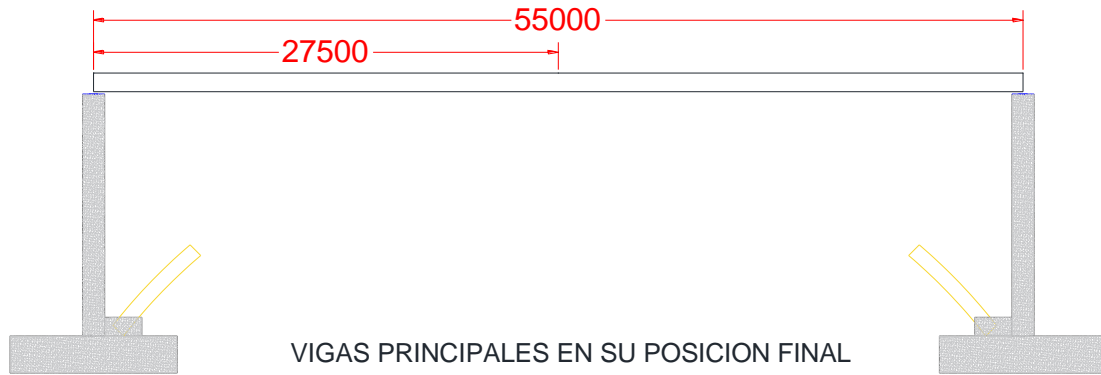 55000
27500
VIGAS PRINCIPALES EN SU POSICION FINAL